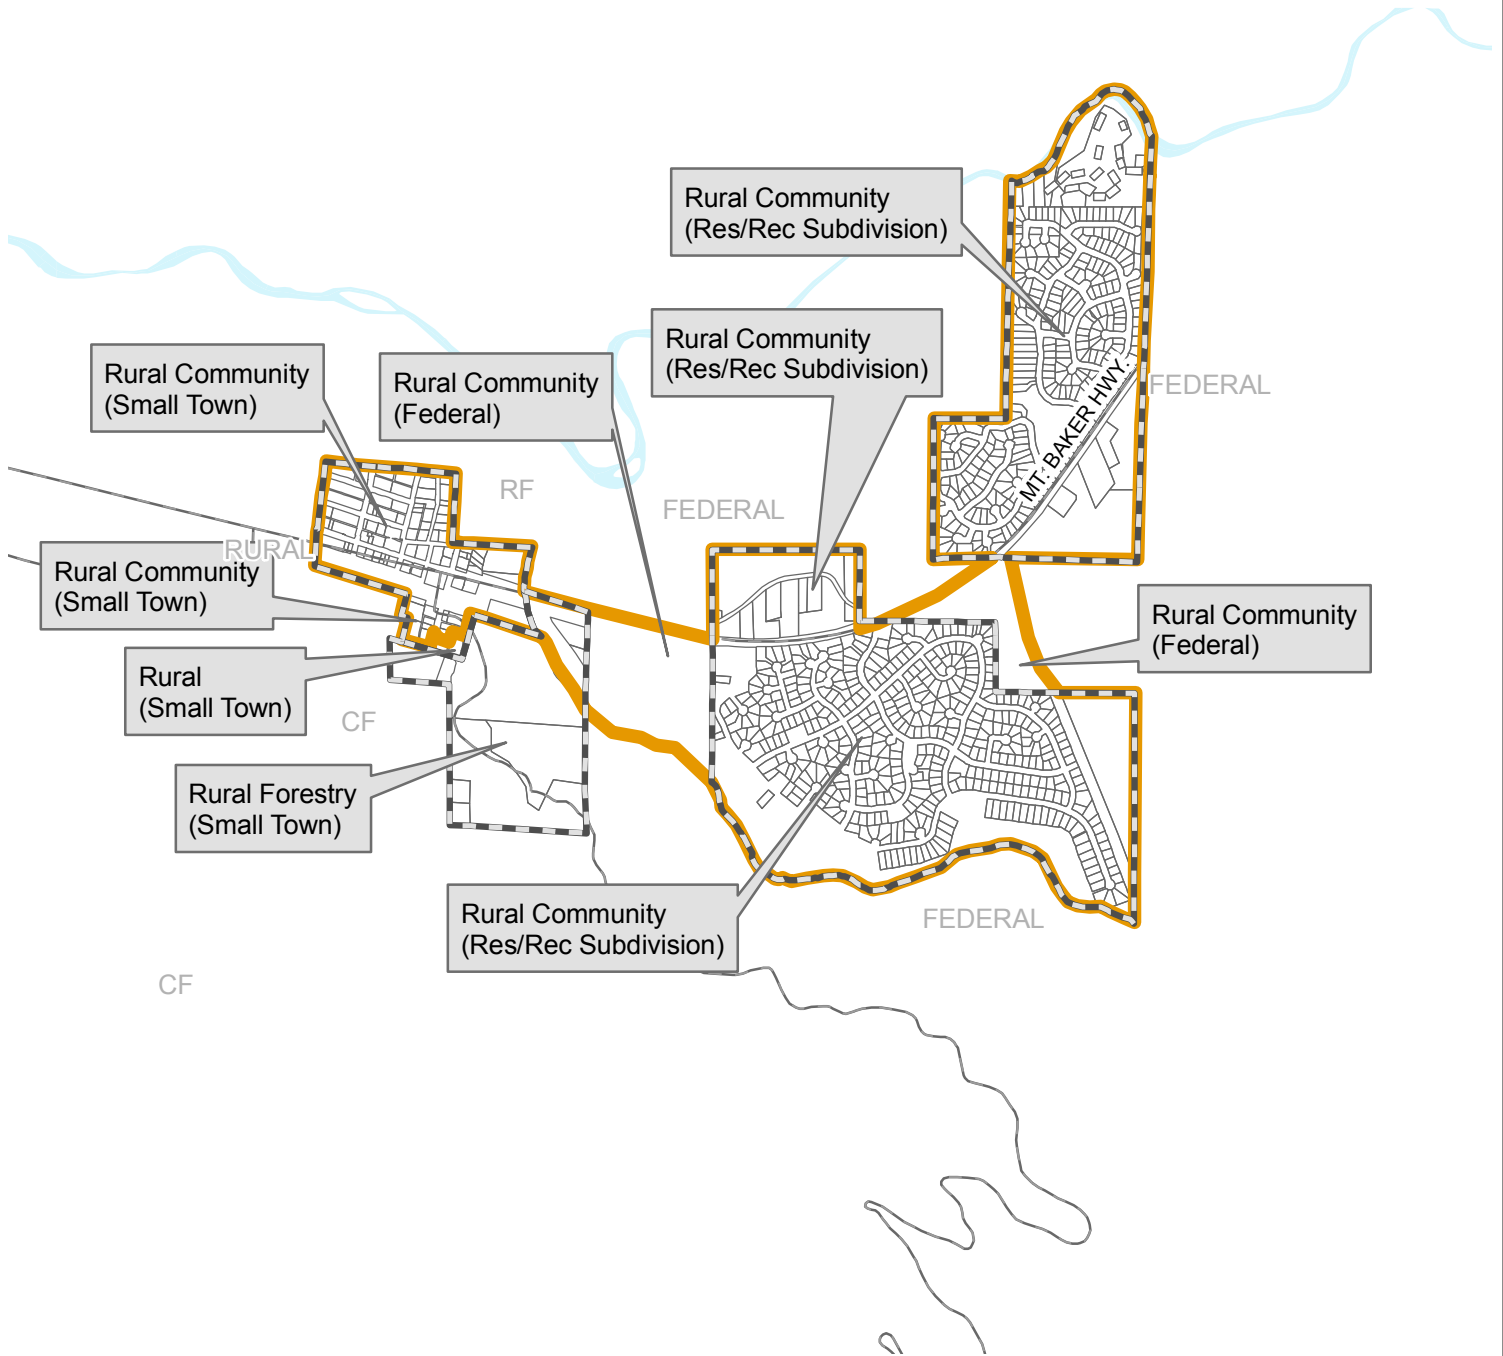 Rural Community
(Res/Rec Subdivision)
Rural Community
(Res/Rec Subdivision)
Rural Community
(Small Town)
Rural Community
(Federal)
FEDERAL
MT. BAKER HWY.
RF
FEDERAL
RURAL
Rural Community
(Small Town)
Rural Community
(Federal)
Rural
(Small Town)
CF
Rural Forestry
(Small Town)
Rural Community
(Res/Rec Subdivision)
FEDERAL
CF